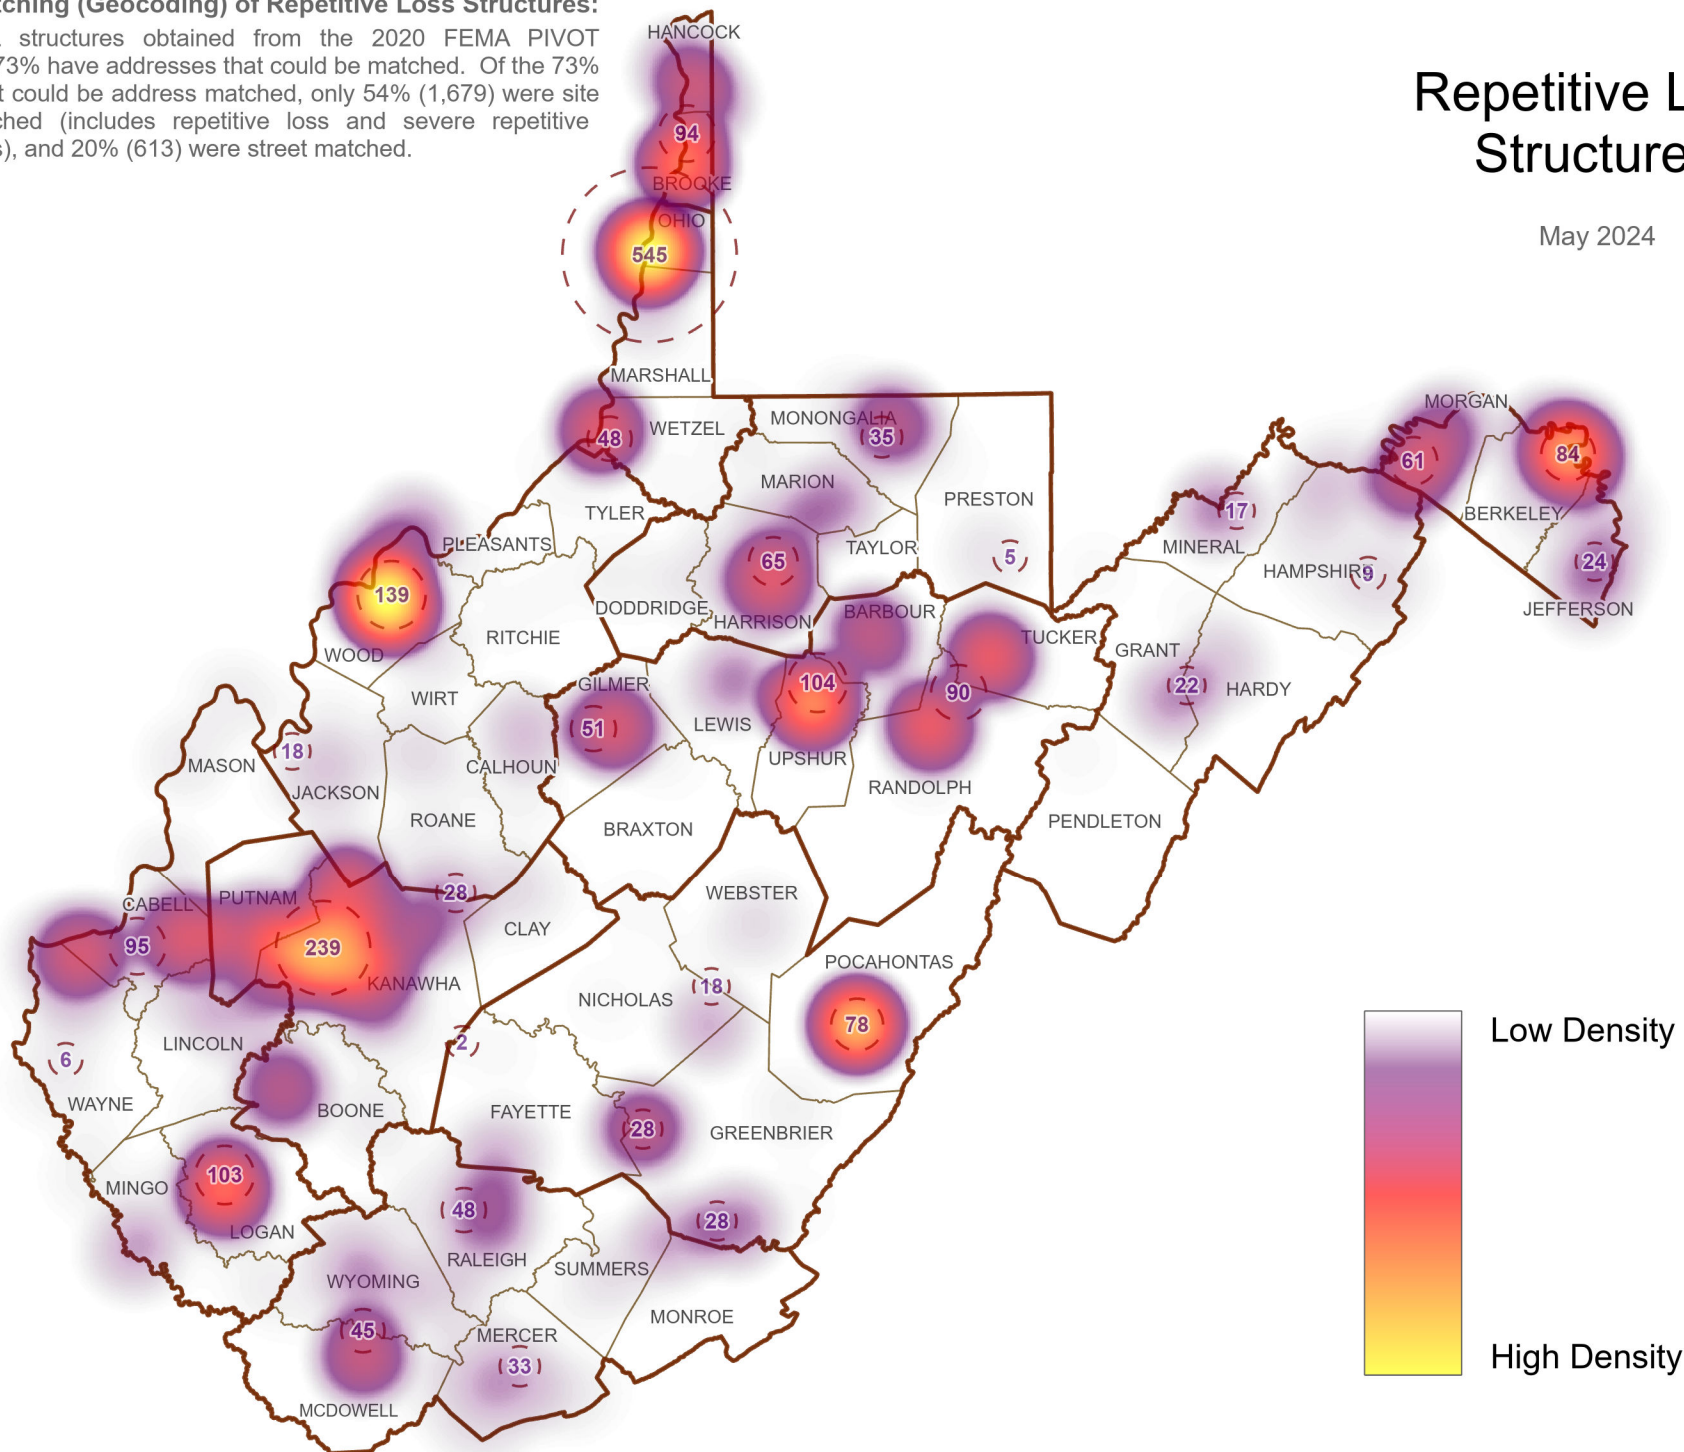 tching (Geocoding) of Repetitive Loss Structures:
structures obtained from the 2020 FEMA PIVOT
73% have addresses that could be matched. Of the 73%
t could be address matched, only 54% (1,679) were site
ched (includes repetitive loss and severe repetitive
s), and 20% (613) were street matched.
Repetitive L
Structure
May 2024
HANCOCK
94
BROOKE
OHIO
545
MARSHALL
48
WETZEL
MONONGALIA
35
MARION
PRESTON
TYLER
PLEASANTS
TAYLOR
5
65
139
DODDRIDGE
HARRISON
BARBOUR
RITCHIE
WOOD
TUCKER
MORGAN
61
84
BERKELEY
17
MINERAL
HAMPSHIRE
9
24
JEFFERSON
GRANT
22
HARDY
GILMER
104
90
WIRT
51
LEWIS
UPSHUR
RANDOLPH
18
MASON
JACKSON
CALHOUN
ROANE
BRAXTON
PENDLETON
PUTNAM
28
CABELL
WEBSTER
CLAY
95
239
KANAWHA
POCAHONTAS
NICHOLAS
18
78
LINCOLN
2
6
WAYNE
BOONE
FAYETTE
28
GREENBRIER
103
MINGO
LOGAN
48
28
RALEIGH
SUMMERS
WYOMING
MONROE
45
MERCER
33
MCDOWELL
Low Density
High Density